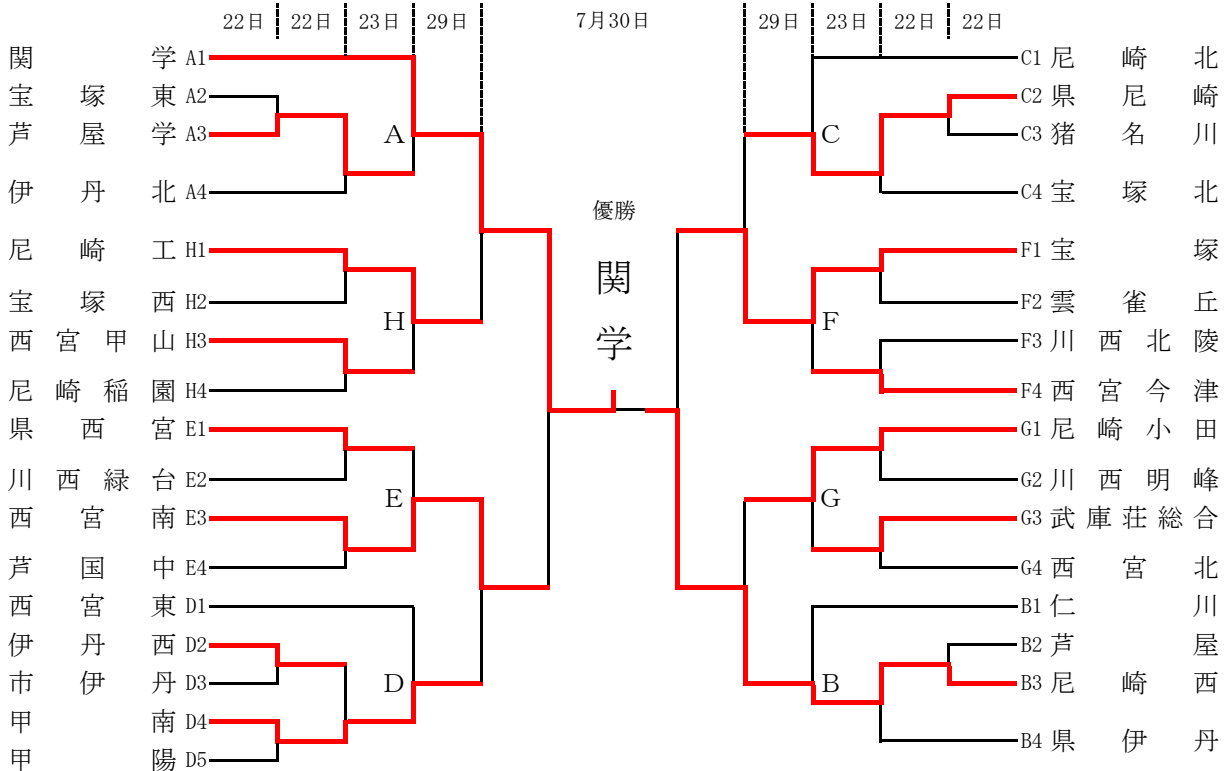 22日 22日 23日 29日 7月30日 29日 23日 22日 22日
関学 A1
宝塚東 A2
芦屋学 A3
伊丹北 A4
尼崎工 H1
宝塚西 H2
西宮甲山 H3
尼崎稲園 H4
県西宮 E1
川西緑台 E2
西宮南 E3
芦国中 E4
西宮東 D1
伊丹西 D2
市伊丹 D3
甲南 D4
甲陽 D5
A
H
E
D
優勝
関学
C
F
G
B
C1 尼崎北
C2 県尼崎
C3 猪名川
C4 宝塚北
F1 宝塚
F2 雲雀丘
F3 川西北陵
F4 西宮今津
G1 尼崎小田
G2 川西明峰
G3 武庫荘総合
G4 西宮北
B1 仁川
B2 芦屋
B3 尼崎西
B4 県伊丹